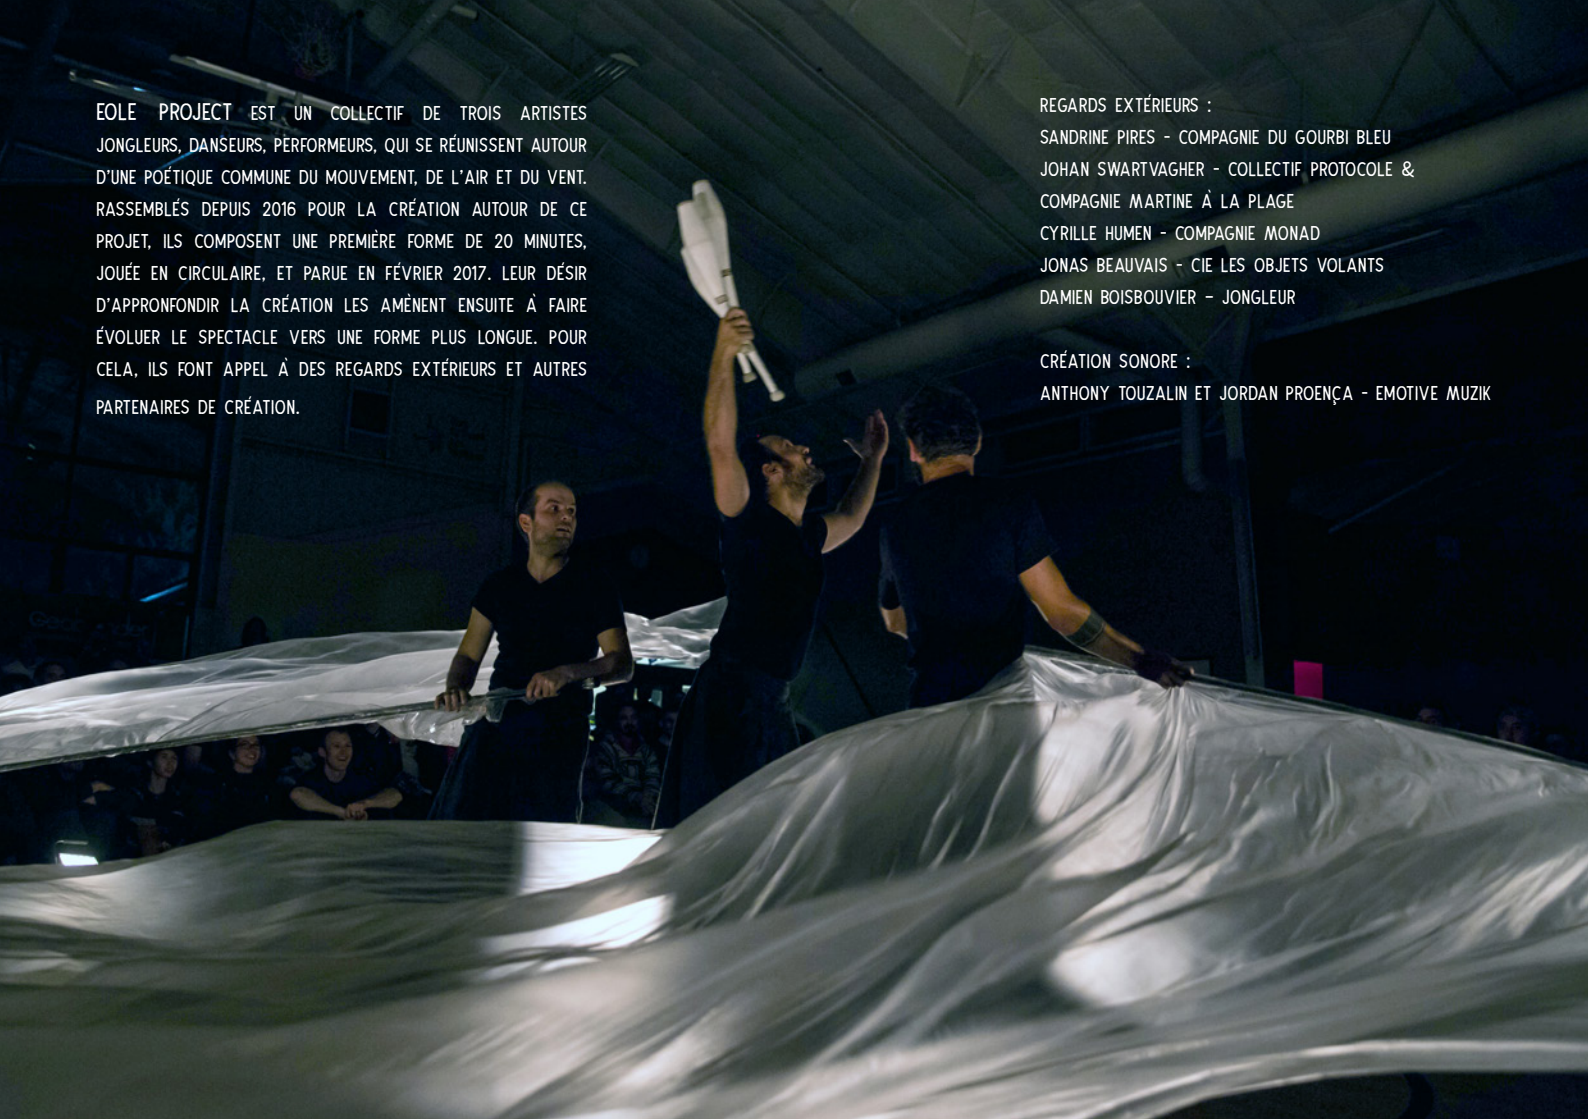 EOLE PROJECT EST UN COLLECTIF DE TROIS ARTISTES
JONGLEURS, DANSEURS, PERFORMEURS, QUI SE RÉUNISSENT AUTOUR
D'UNE POÉTIQUE COMMUNE DU MOUVEMENT, DE L'AIR ET DU VENT.
RASSEMBLÉS DEPUIS 2016 POUR LA CRÉATION AUTOUR DE CE
PROJET, ILS COMPOSENT UNE PREMIÈRE FORME DE 20 MINUTES,
JOUÉE EN CIRCULAIRE, ET PARUE EN FÉVRIER 2017. LEUR DÉSIR
D'APPRONFONDIR LA CRÉATION LES AMÈNENT ENSUITE À FAIRE
ÉVOLUER LE SPECTACLE VERS UNE FORME PLUS LONGUE. POUR
CELA, ILS FONT APPEL À DES REGARDS EXTÉRIEURS ET AUTRES
PARTENAIRES DE CRÉATION.
REGARDS EXTÉRIEURS :
SANDRINE PIRES - COMPAGNIE DU GOURBI BLEU
JOHAN SWARTVAGHER - COLLECTIF PROTOCOLE &
COMPAGNIE MARTINE À LA PLAGE
CYRILLE HUMEN - COMPAGNIE MONAD
JONAS BEAUVAIS - CIE LES OBJETS VOLANTS
DAMIEN BOISBOUVIER – JONGLEUR
CRÉATION SONORE :
ANTHONY TOUZALIN ET JORDAN PROENÇA - EMOTIVE MUZIK